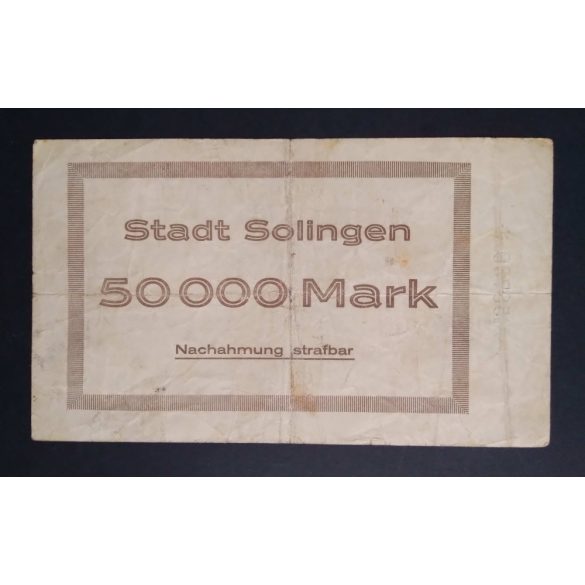 Stadt Solingen
50 000 Mark
Nachahmung strafbar